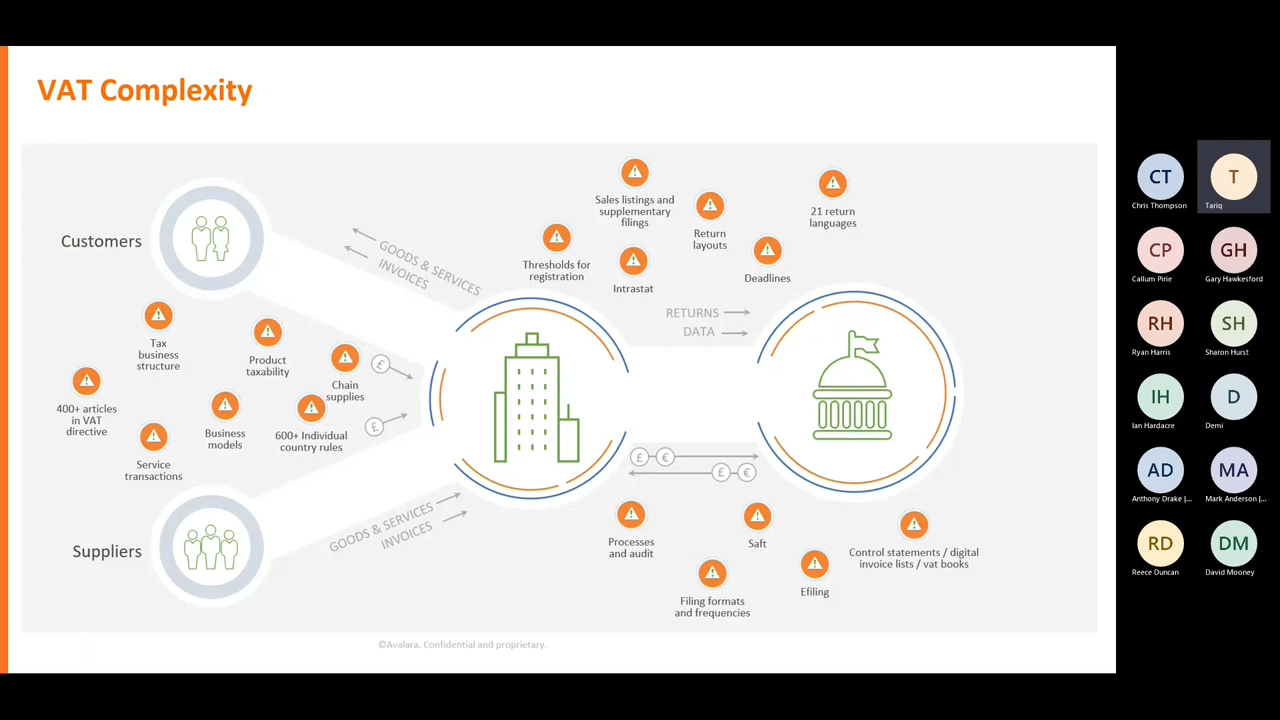 VAT Complexity
Customers
GOODS & SERVICES
INVOICES
Tax
business
structure
Product
taxability
Chain
supplies
£
400+ articles
in VAT
directive
Service
transactions
Business
models
600+ Individual
country rules
£
Suppliers
GOODS & SERVICES
INVOICES
Thresholds for
registration
Sales listings and
supplementary
filings
Intrastat
Return
layouts
Deadlines
21 return
languages
RETURNS
DATA
£ €
£ €
Processes
and audit
Filing formats
and frequencies
Saft
Efiling
Control statements / digital
invoice lists / vat books
©Avalara. Confidential and proprietary.
CT
Chris Thompson
T
Tariq
CP
Callum Pirie
GH
Gary Hawkesford
RH
Ryan Harris
SH
Sharon Hurst
IH
Ian Hardacre
D
Demi
AD
Anthony Drake |...
MA
Mark Anderson |...
RD
Reece Duncan
DM
David Mooney